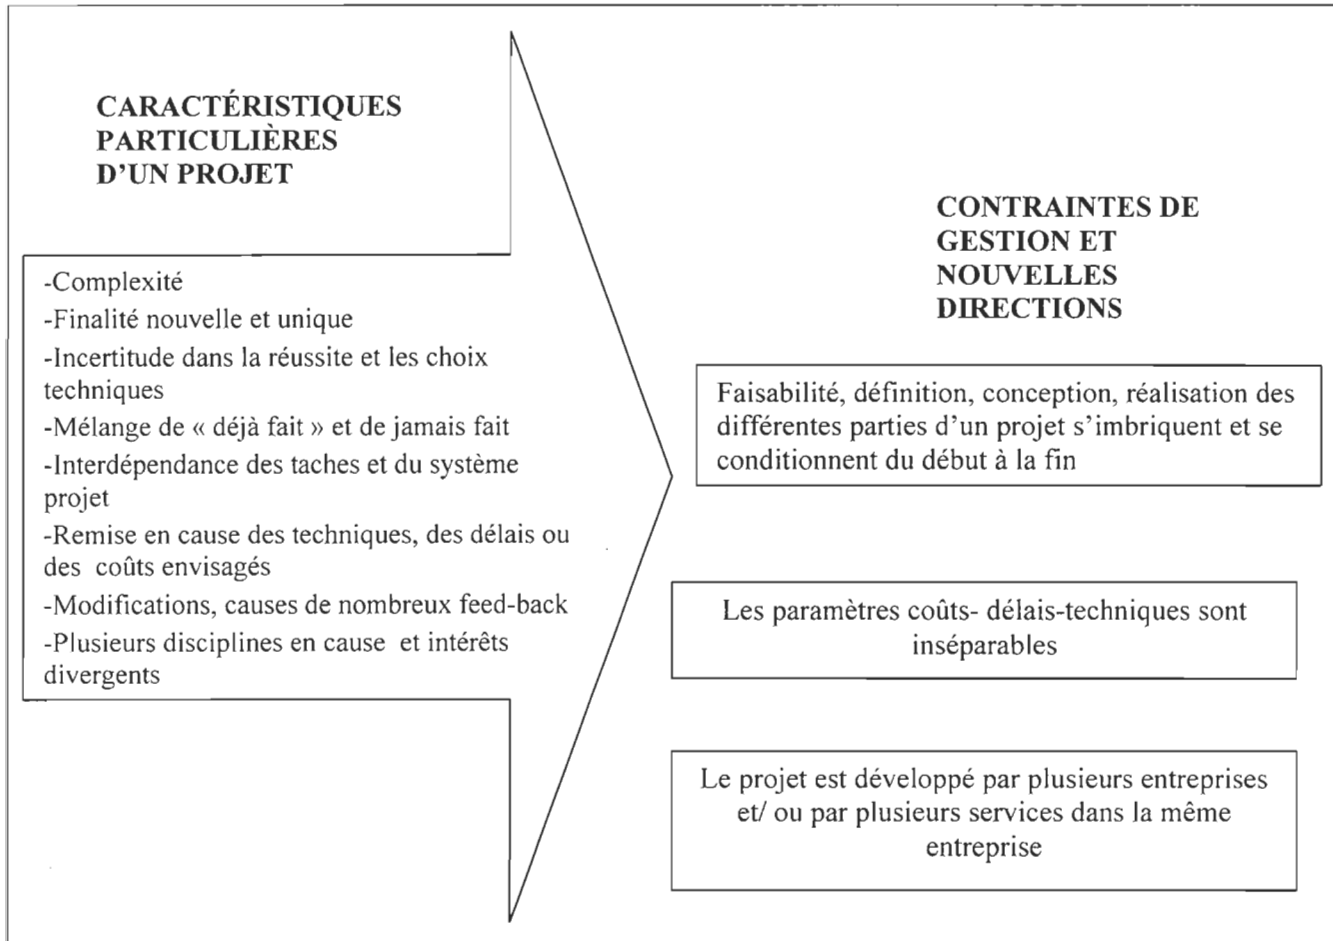 CARACTÉRISTIQUES
PARTICULIÈRES
D'UN PROJET
-Complexité
-Finalité nouvelle et unique
-Incertitude dans la réussite et les choix
techniques
-Mélange de « déjà fait » et de jamais fait
-Interdépendance des taches et du système
projet
-Remise en cause des techniques, des délais ou
des coûts envisagés
-Modifications, causes de nombreux feed-back
-Plusieurs disciplines en cause et intérêts
divergents
CONTRAINTES DE
GESTION ET
NOUVELLES
DIRECTIONS
Faisabilité, définition, conception, réalisation des
différentes parties d'un projet s'imbriquent et se
conditionnent du début à la fin
Les paramètres coûts- délais-techniques sont
inséparables
Le projet est développé par plusieurs entreprises
et/ ou par plusieurs services dans la même
entreprise